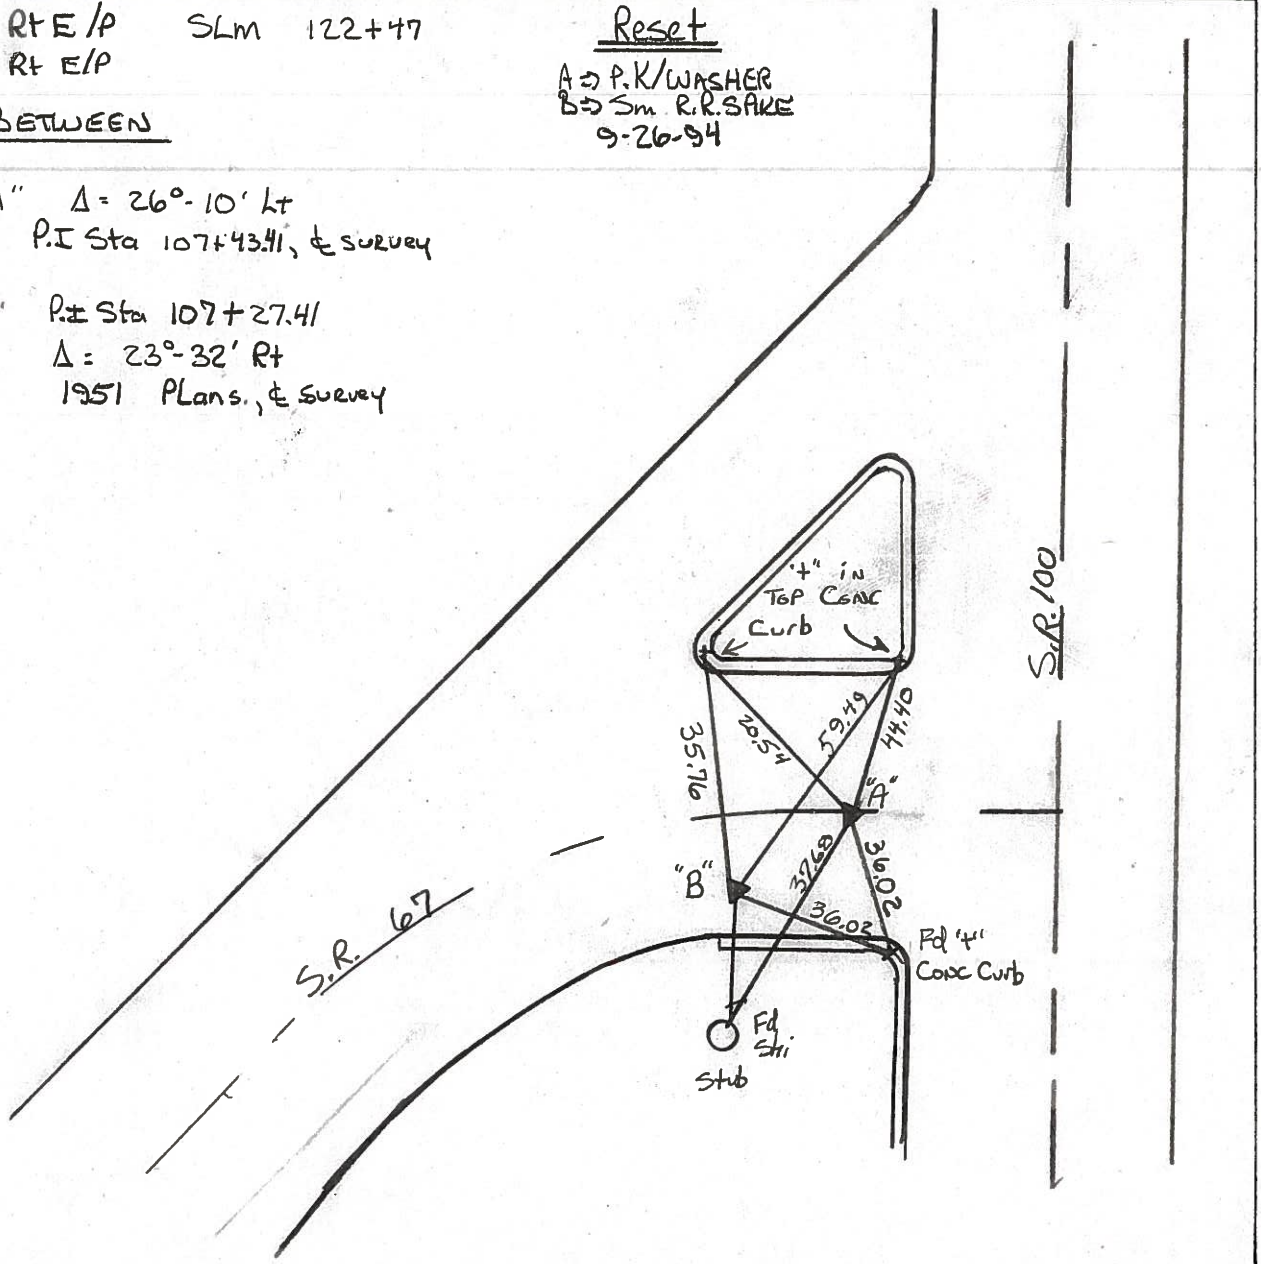 Rt E/P SLM 122+47
Rt E/P
BETWEEN
Reset
A => P.K/WASHER
B => Sm R.R.SAKE
9-26-94
" Δ = 26°-10' Lt
P.I Sta 107+43.41, ℄ SURVEY
P.I Sta 107+27.41
Δ = 23°-32' Rt
1951 PLans., ℄ SURVEY
"+" in
TOP CONC
Curb
S.R. 100
35.76
20.54
59.49
44.40
"A"
"B"
37.68
36.02
36.02
S.R. 67
Fd "+"
Conc Curb
Fd
Stub